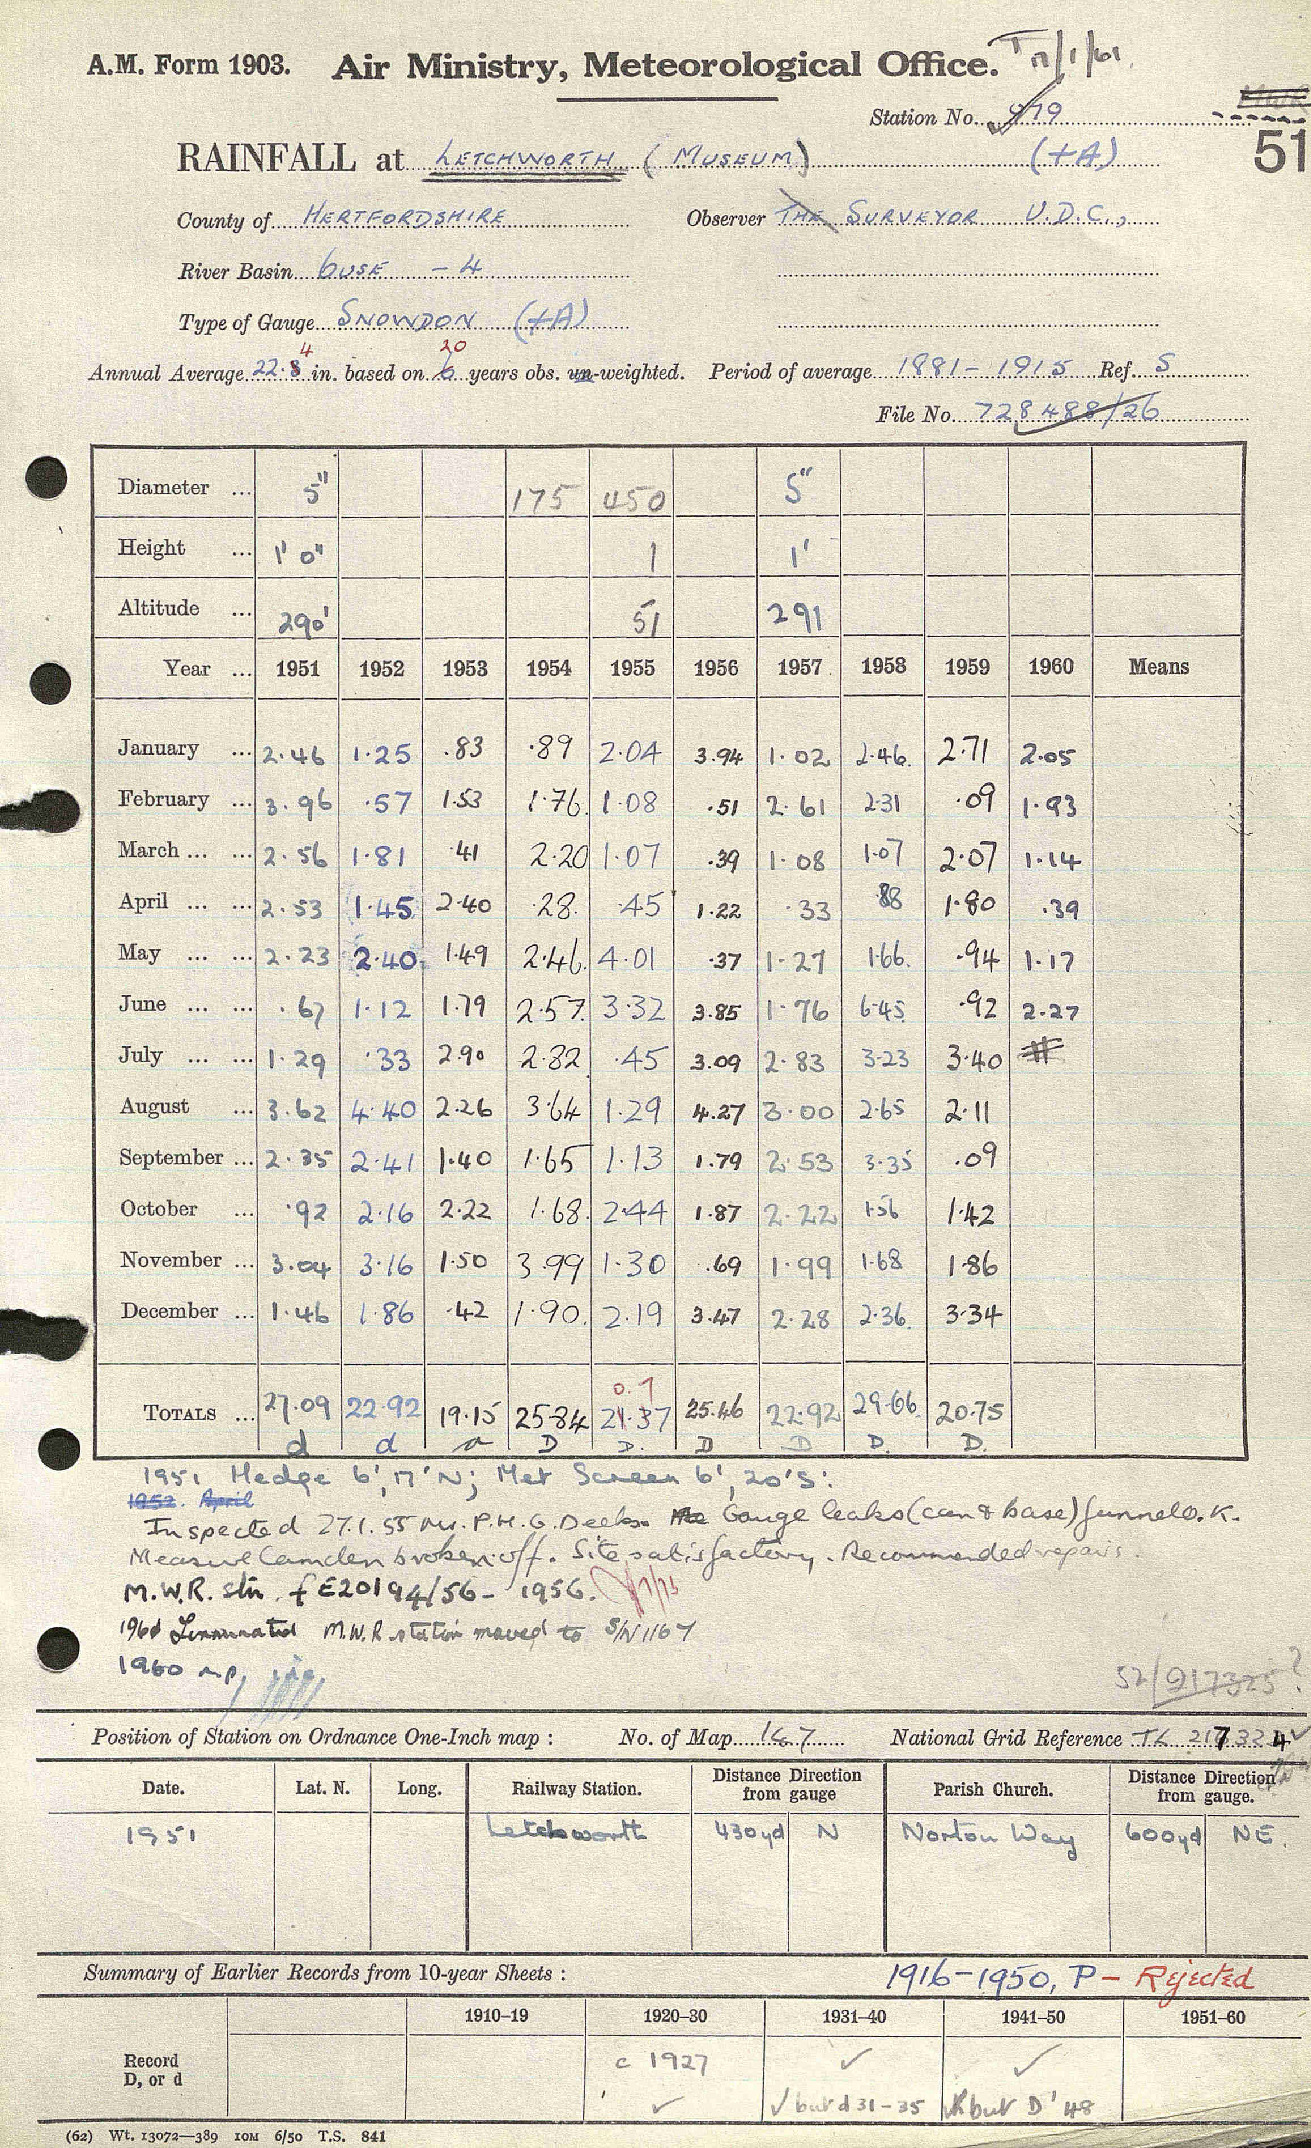 A.M. Form 1903. Air Ministry, Meteorological Office. T 17/1/61.
Station No. 979
RAINFALL at LETCHWORTH (MUSEUM) (+A)
51
County of HERTFORDSHIRE Observer THE SURVEYOR U.D.C.,
River Basin OUSE - 4
Type of Gauge SNOWDON (+A)
4 20
Annual Average 22.8 in. based on 6 years obs. un-weighted. Period of average 1881-1915 Ref. S
File No. 728488/26
Diameter ... 5" 175 450 5"
Height ... 1' 0" 1 1'
Altitude ... 290' 51 291
Year ... 1951 1952 1953 1954 1955 1956 1957 1958 1959 1960 Means
January ... 2.46 1.25 .83 .89 2.04 3.94 1.02 2.46 2.71 2.05
February ... 3.96 .57 1.53 1.76 1.08 .51 2.61 2.31 .09 1.93
March ... ... 2.56 1.81 .41 2.20 1.07 .39 1.08 1.07 2.07 1.14
April ... ... 2.53 1.45 2.40 .28 .45 1.22 .33 .88 1.80 .39
May ... ... 2.23 2.40 1.49 2.46 4.01 .37 1.27 1.66 .94 1.17
June ... ... .67 1.12 1.79 2.57 3.32 3.85 1.76 6.45 .92 2.27
July ... ... 1.29 .33 2.90 2.82 .45 3.09 2.83 3.23 3.40 #
August ... 3.62 4.40 2.26 3.64 1.29 4.27 3.00 2.65 2.11
September ... 2.35 2.41 1.40 1.65 1.13 1.79 2.53 3.35 .09
October ... .92 2.16 2.22 1.68 2.44 1.87 2.22 1.56 1.42
November ... 3.04 3.16 1.50 3.99 1.30 .69 1.99 1.68 1.86
December ... 1.46 1.86 .42 1.90 2.19 3.47 2.28 2.36 3.34
0.7
TOTALS ... 27.09 22.92 19.15 25.84 21.37 25.46 22.92 29.66 20.75
d d a D D. D D D. D.
1951 Hedge 6', 17'N; Met Screen 6', 20'S:
1952. April
Inspected 27.1.55 Mr. P.H.G. Deeks. Gauge leaks (can & base) funnel O.K.
Measure Camden broken off. Site satisfactory. Recommended repairs.
M.W.R. stn. f E20194/56 - 1956.
1960 Terminated M.W.R station moved to S/N 1167
1960 np,
52/917325?
Position of Station on Ordnance One-Inch map : No. of Map 147 National Grid Reference TL 217324
Date. Lat. N. Long. Railway Station. Distance Direction from gauge Parish Church. Distance Direction from gauge.
1951 Letchworth 430yd N Norton Way 600yd NE.
Summary of Earlier Records from 10-year Sheets : 1916-1950, P - Rejected
1910-19 1920-30 1931-40 1941-50 1951-60
Record c 1927 ✓ ✓
D, or d ✓ ✓ but d 31-35 but D '48
(62) Wt. 13072—389 10M 6/50 T.S. 841